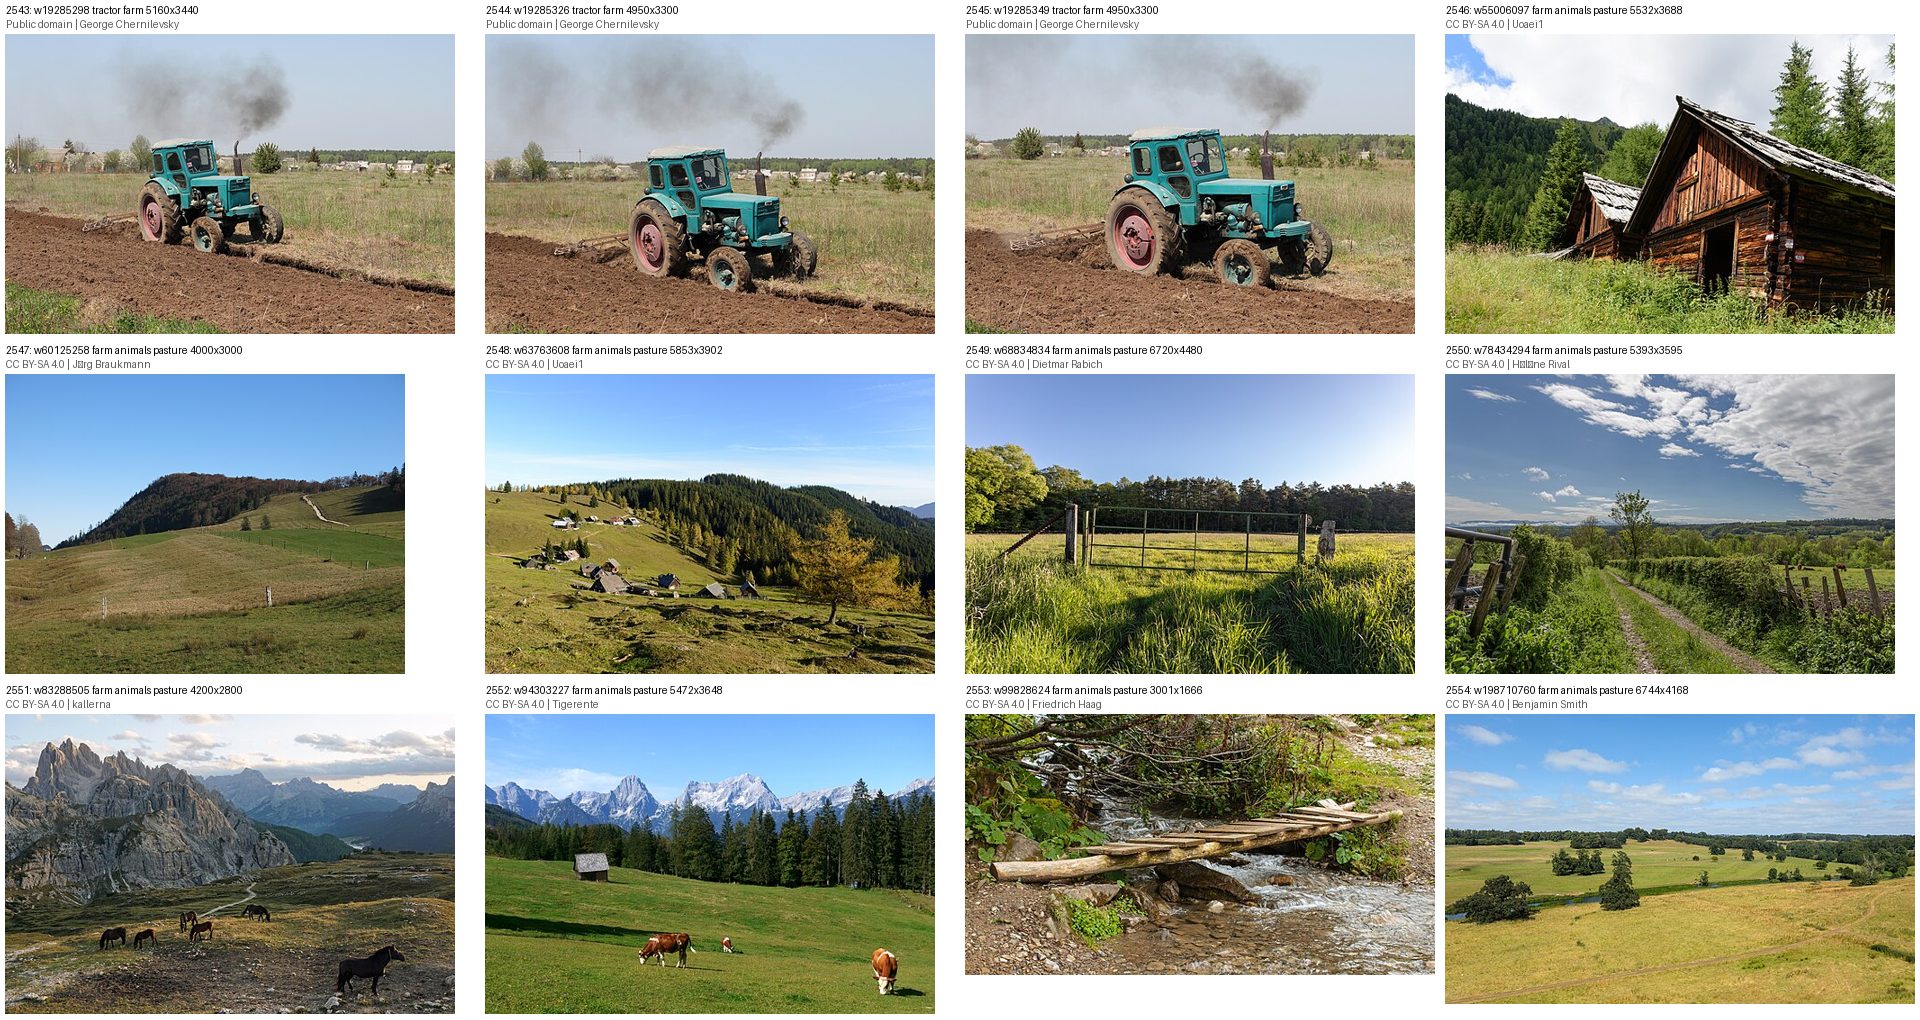 2543: w19285298 tractor farm 5160x3440
Public domain | George Chernilevsky
2544: w19285326 tractor farm 4950x3300
Public domain | George Chernilevsky
2545: w19285349 tractor farm 4950x3300
Public domain | George Chernilevsky
2546: w55006097 farm animals pasture 5532x3688
CC BY-SA 4.0 | Uoaei1
2547: w60125258 farm animals pasture 4000x3000
CC BY-SA 4.0 | J□rg Braukmann
2548: w63763608 farm animals pasture 5853x3902
CC BY-SA 4.0 | Uoaei1
2549: w68834834 farm animals pasture 6720x4480
CC BY-SA 4.0 | Dietmar Rabich
2550: w78434294 farm animals pasture 5393x3595
CC BY-SA 4.0 | H□l□ne Rival
2551: w83288505 farm animals pasture 4200x2800
CC BY-SA 4.0 | kallerna
2552: w94303227 farm animals pasture 5472x3648
CC BY-SA 4.0 | Tigerente
2553: w99828624 farm animals pasture 3001x1666
CC BY-SA 4.0 | Friedrich Haag
2554: w198710760 farm animals pasture 6744x4168
CC BY-SA 4.0 | Benjamin Smith